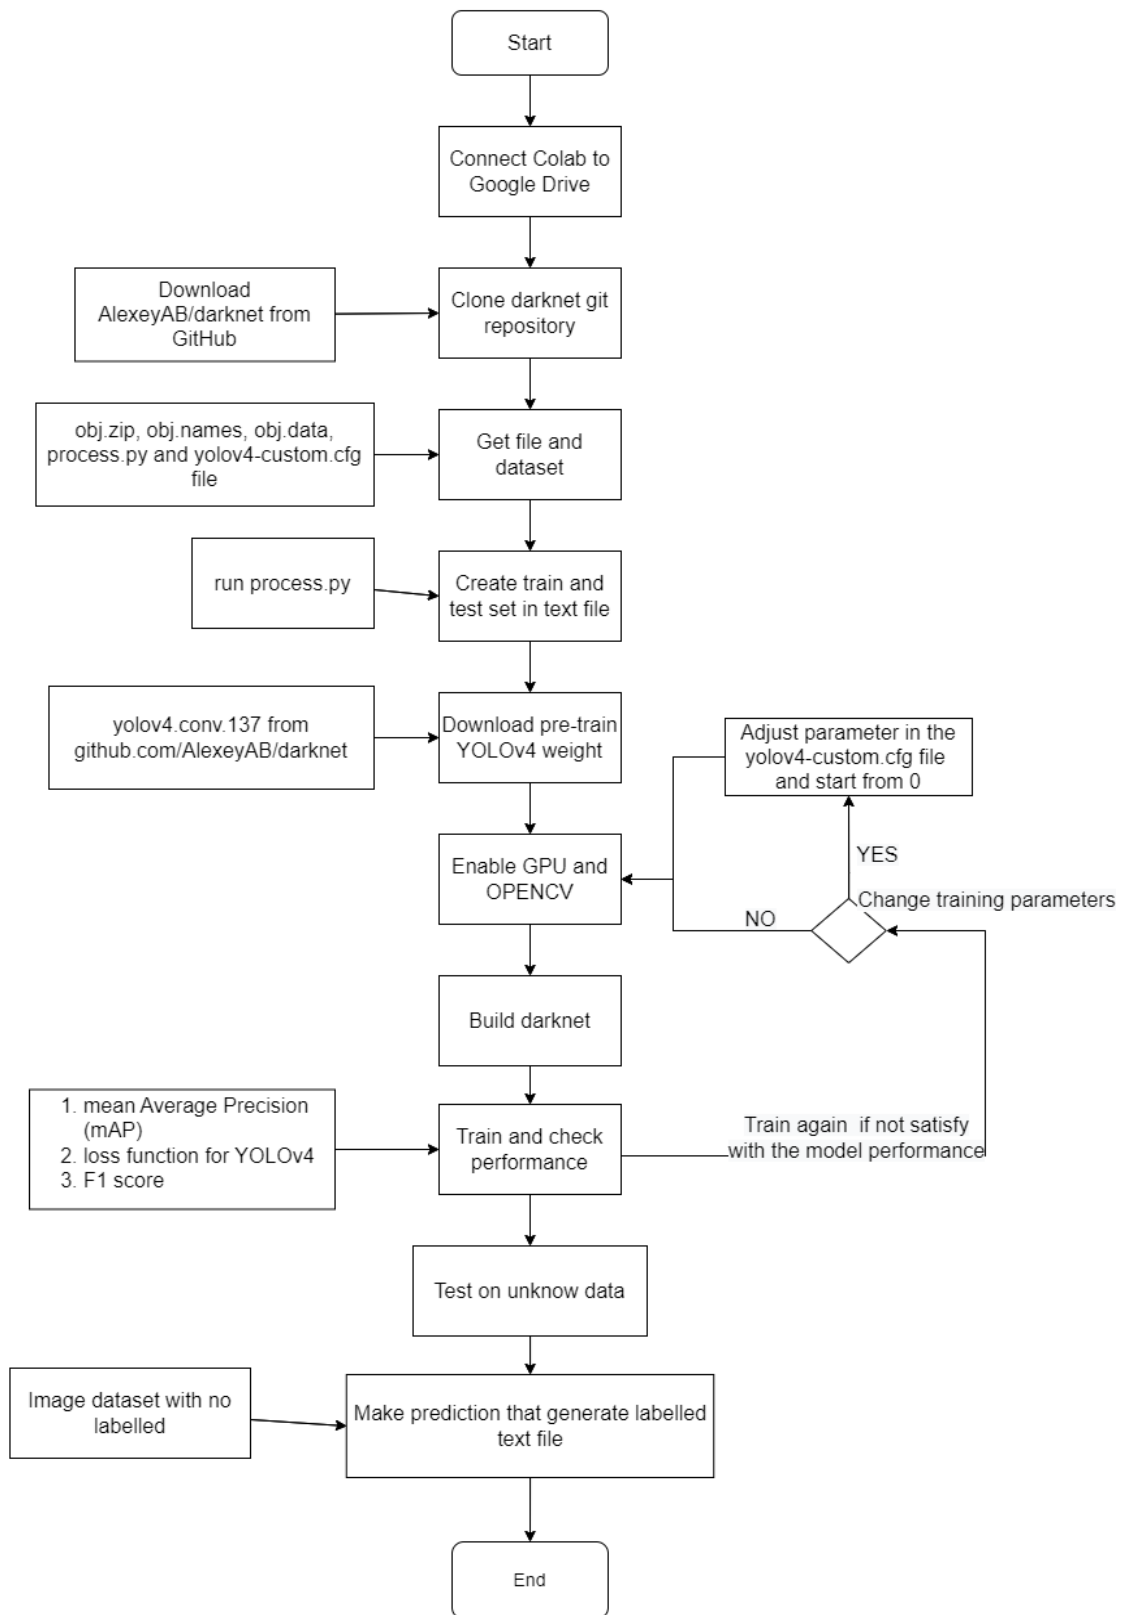 Start
Connect Colab to
Google Drive
Download
AlexeyAB/darknet from
GitHub
Clone darknet git
repository
obj.zip, obj.names, obj.data,
process.py and yolov4-custom.cfg
file
Get file and
dataset
run process.py
Create train and
test set in text file
yolov4.conv.137 from
github.com/AlexeyAB/darknet
Download pre-train
YOLOv4 weight
Adjust parameter in the
yolov4-custom.cfg file
and start from 0
YES
Enable GPU and
OPENCV
Change training parameters
NO
Build darknet
1. mean Average Precision
(mAP)
2. loss function for YOLOv4
3. F1 score
Train and check
performance
Train again if not satisfy
with the model performance
Test on unknow data
Image dataset with no
labelled
Make prediction that generate labelled
text file
End